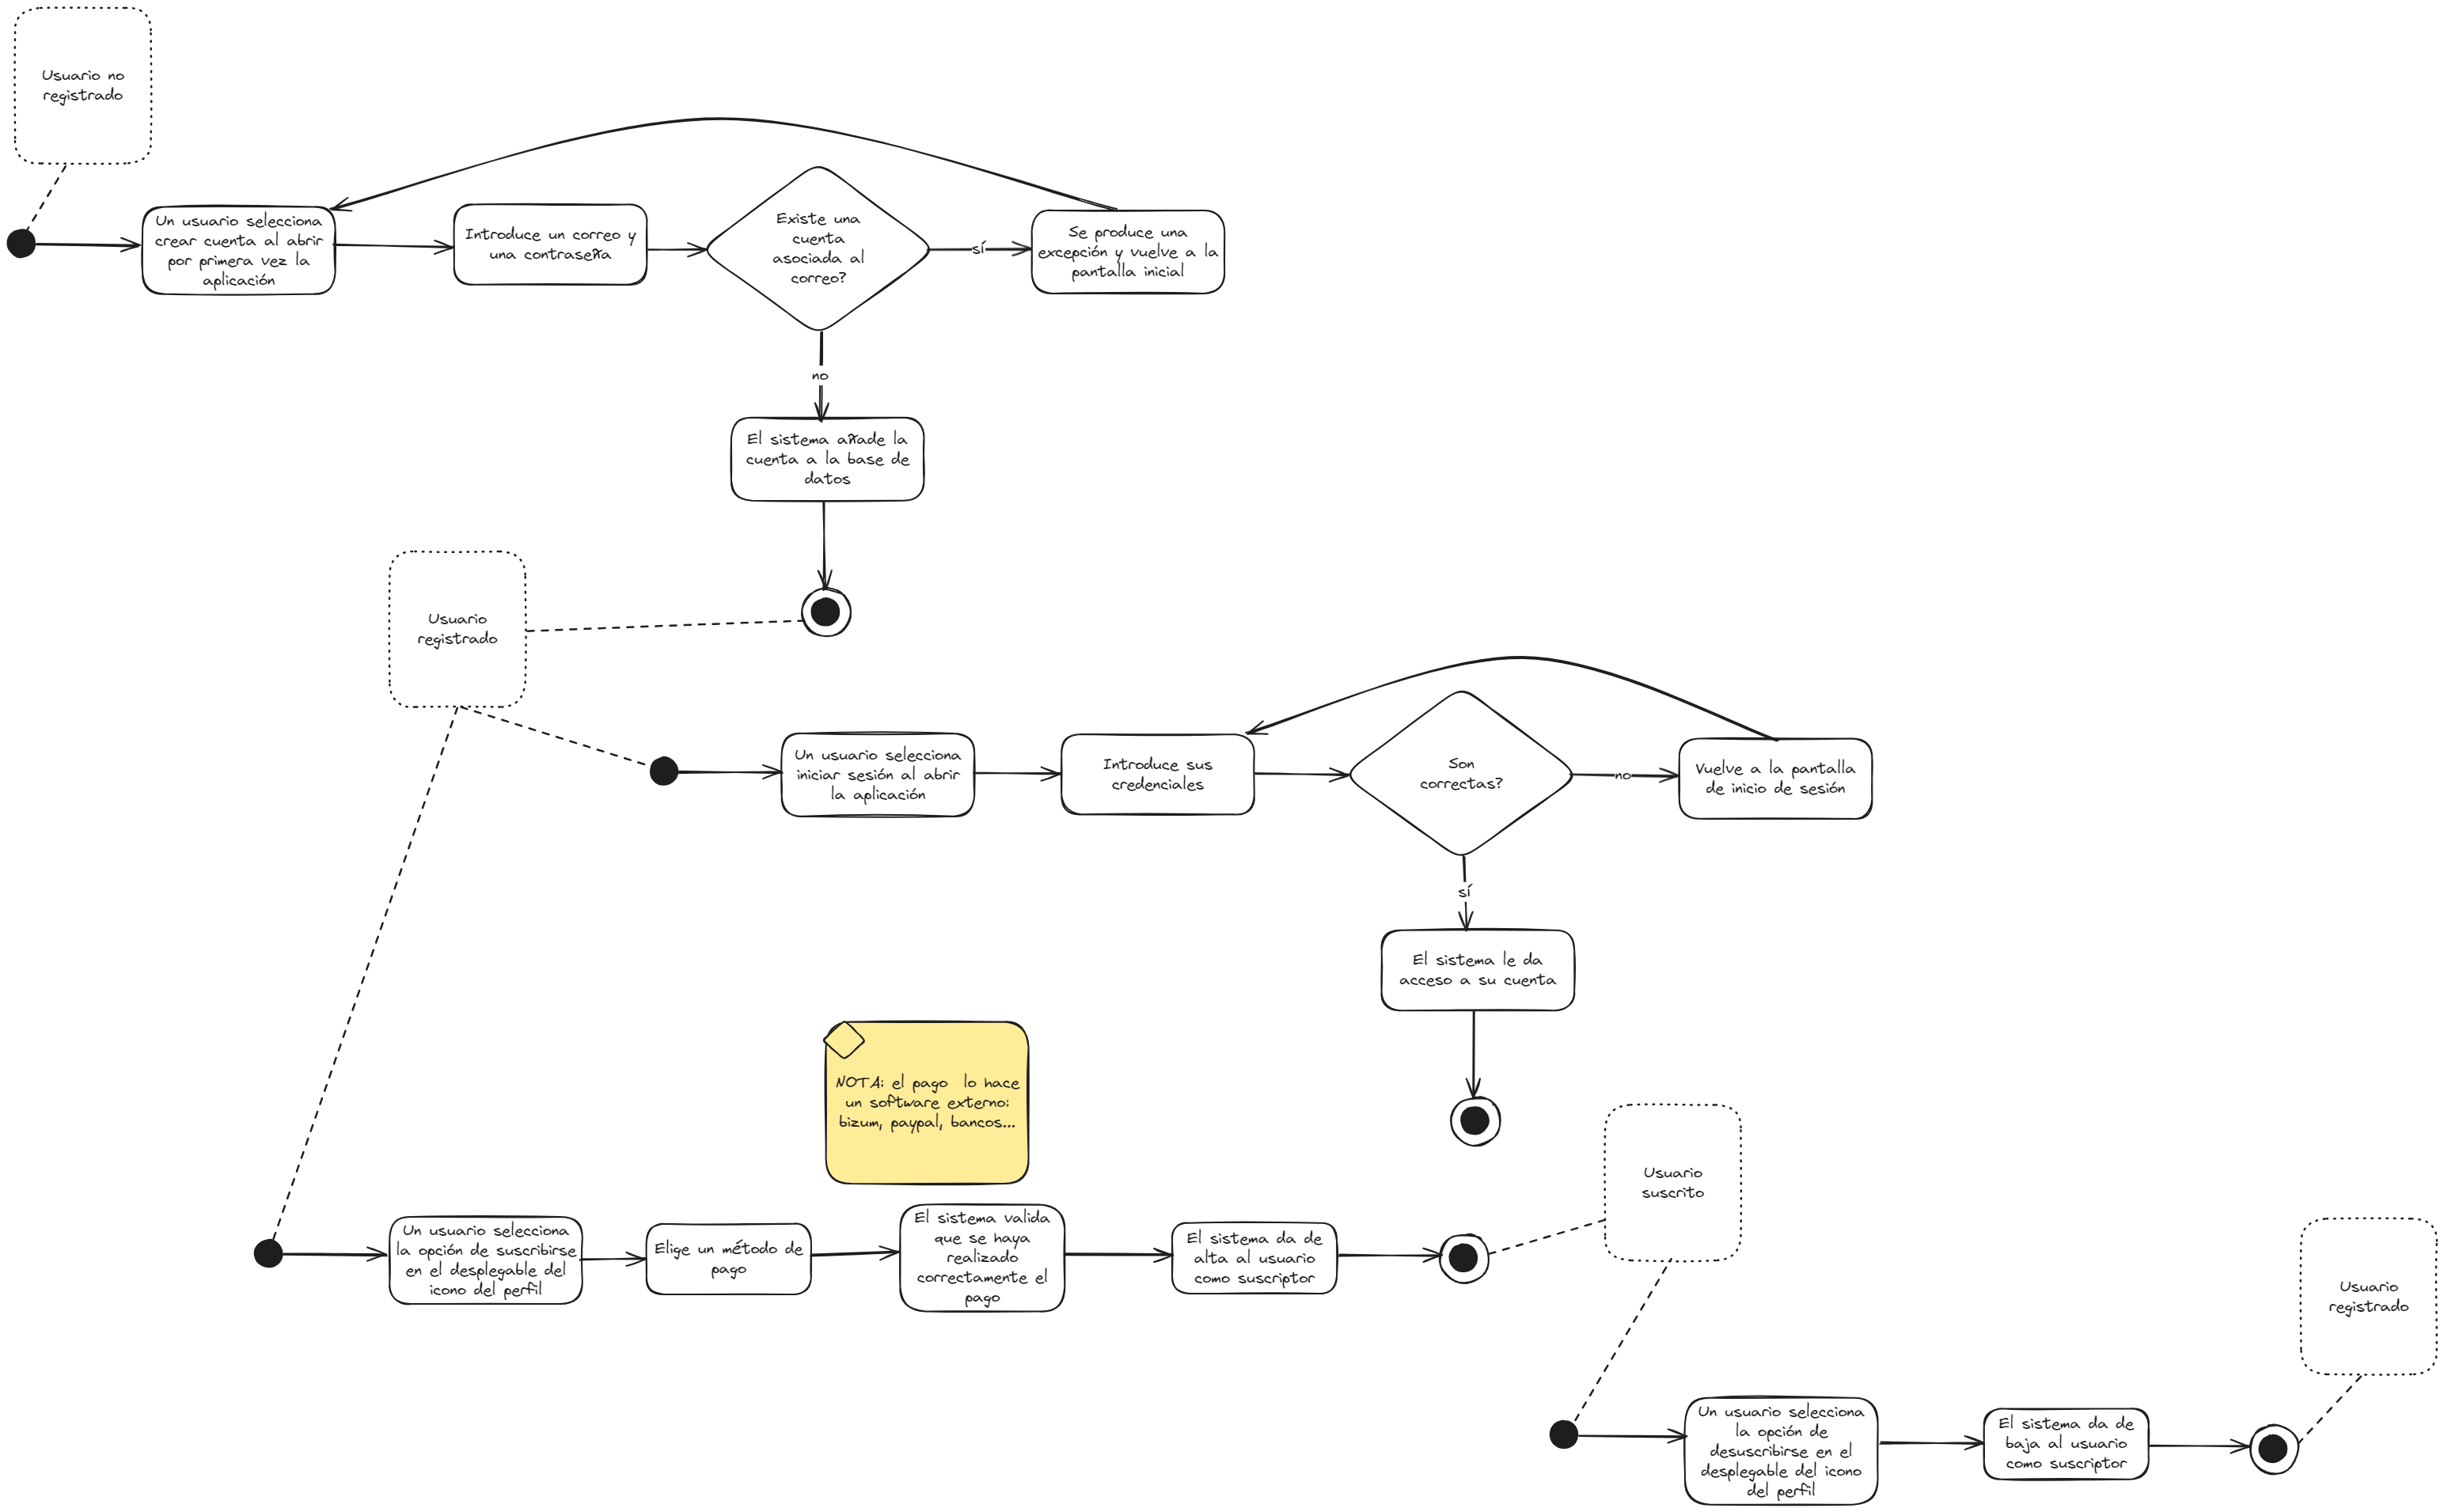 Usuario no
registrado
Un usuario selecciona
crear cuenta al abrir
por primera vez la
aplicación
Introduce un correo y
una contraseña
Existe una
cuenta
asociada al
correo?
sí
Se produce una
excepción y vuelve a la
pantalla inicial
no
El sistema añade la
cuenta a la base de
datos
Usuario
registrado
Un usuario selecciona
iniciar sesión al abrir
la aplicación
Introduce sus
credenciales
Son
correctas?
no
Vuelve a la pantalla
de inicio de sesión
sí
El sistema le da
acceso a su cuenta
NOTA: el pago lo hace
un software externo:
bizum, paypal, bancos...
Un usuario selecciona
la opción de suscribirse
en el desplegable del
icono del perfil
Elige un método de
pago
El sistema valida
que se haya
realizado
correctamente el
pago
El sistema da de
alta al usuario
como suscriptor
Usuario
suscrito
Un usuario selecciona
la opción de
desuscribirse en el
desplegable del icono
del perfil
El sistema da de
baja al usuario
como suscriptor
Usuario
registrado